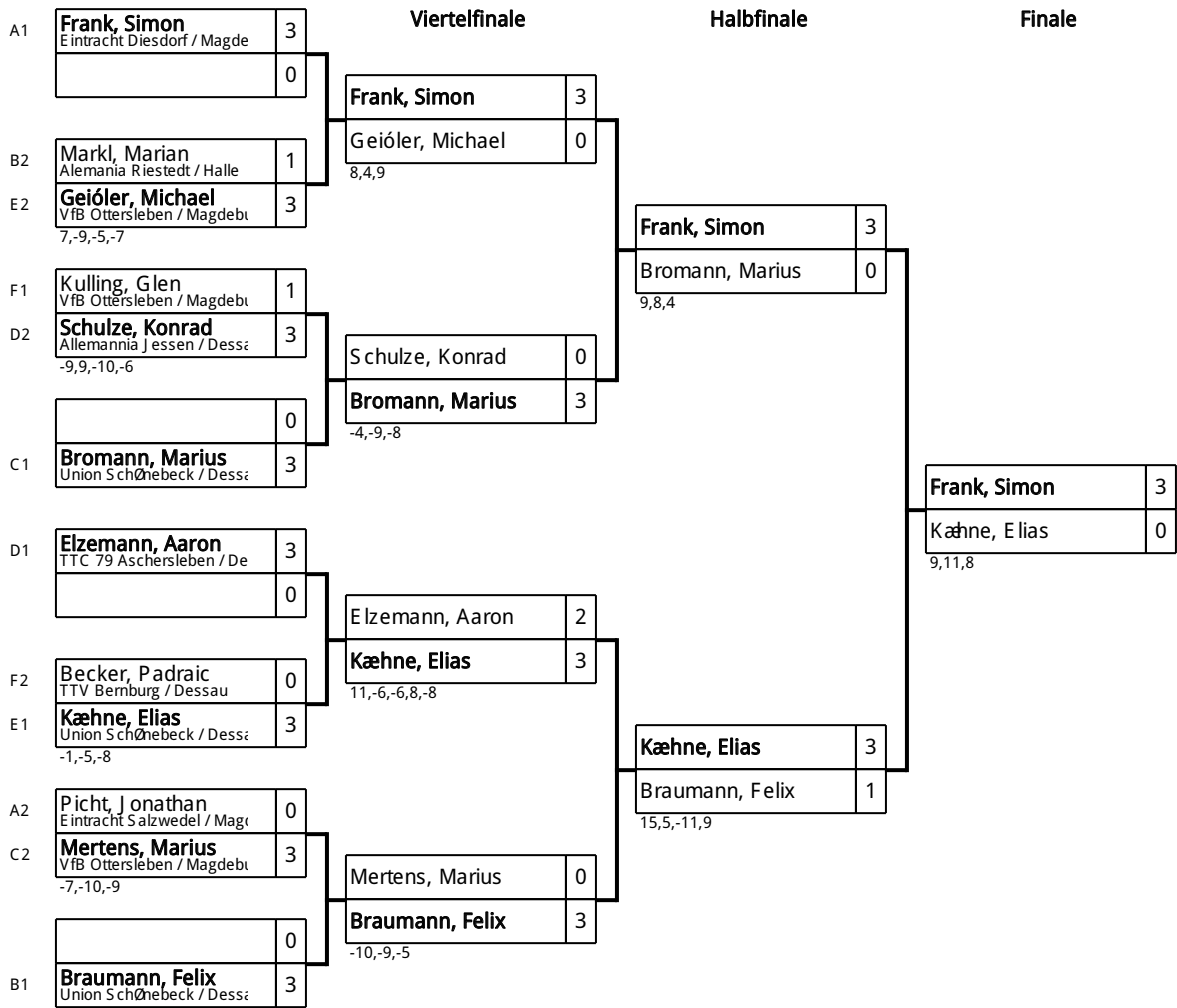 Viertelfinale
Halbfinale
Finale
A1
Frank, Simon
3
Eintracht Diesdorf / Magde
0
B2
Markl, Marian
1
Alemania Riestedt / Halle
E2
Geióler, Michael
3
VfB Ottersleben / Magdebu
7,-9,-5,-7
F1
Kulling, Glen
1
VfB Ottersleben / Magdebu
D2
Schulze, Konrad
3
Allemannia Jessen / Dessa
-9,9,-10,-6
0
C1
Bromann, Marius
3
Union SchØnebeck / Dessa
D1
Elzemann, Aaron
3
TTC 79 Aschersleben / De
0
F2
Becker, Padraic
0
TTV Bernburg / Dessau
E1
Kæhne, Elias
3
Union SchØnebeck / Dessa
-1,-5,-8
A2
Picht, Jonathan
0
Eintracht Salzwedel / Magd
C2
Mertens, Marius
3
VfB Ottersleben / Magdebu
-7,-10,-9
0
B1
Braumann, Felix
3
Union SchØnebeck / Dessa
Frank, Simon
3
Geióler, Michael
0
8,4,9
Schulze, Konrad
0
Bromann, Marius
3
-4,-9,-8
Elzemann, Aaron
2
Kæhne, Elias
3
11,-6,-6,8,-8
Mertens, Marius
0
Braumann, Felix
3
-10,-9,-5
Frank, Simon
3
Bromann, Marius
0
9,8,4
Kæhne, Elias
3
Braumann, Felix
1
15,5,-11,9
Frank, Simon
3
Kæhne, Elias
0
9,11,8